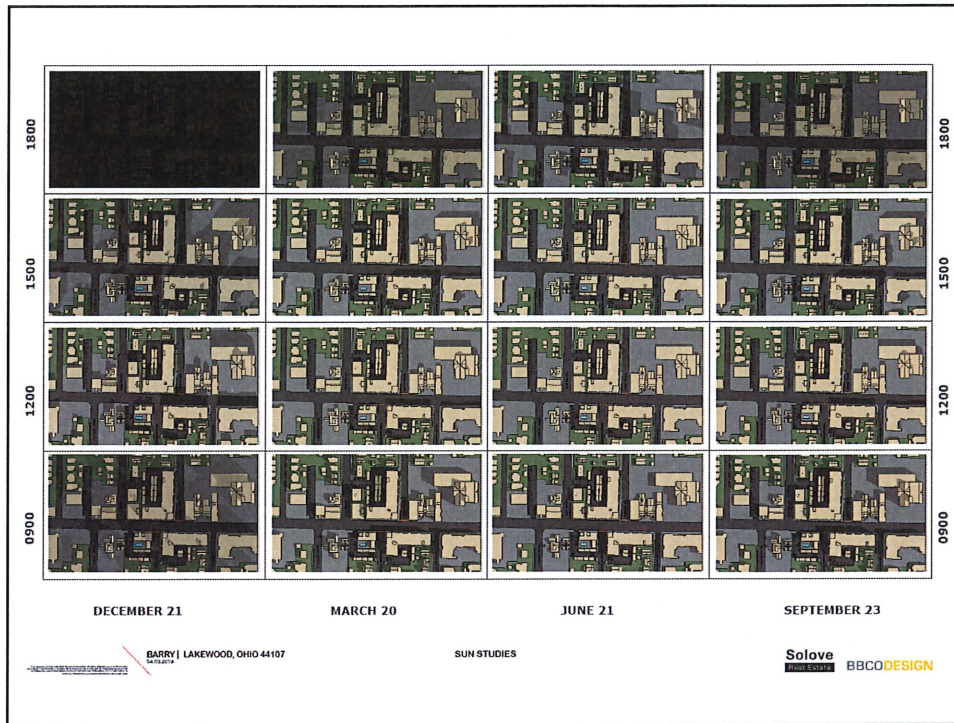 1800
1800
1500
1500
1200
1200
0900
0900
DECEMBER 21
MARCH 20
JUNE 21
SEPTEMBER 23
BARRY | LAKEWOOD, OHIO 44107
SUN STUDIES
Solove
Real Estate
BBCODESIGN